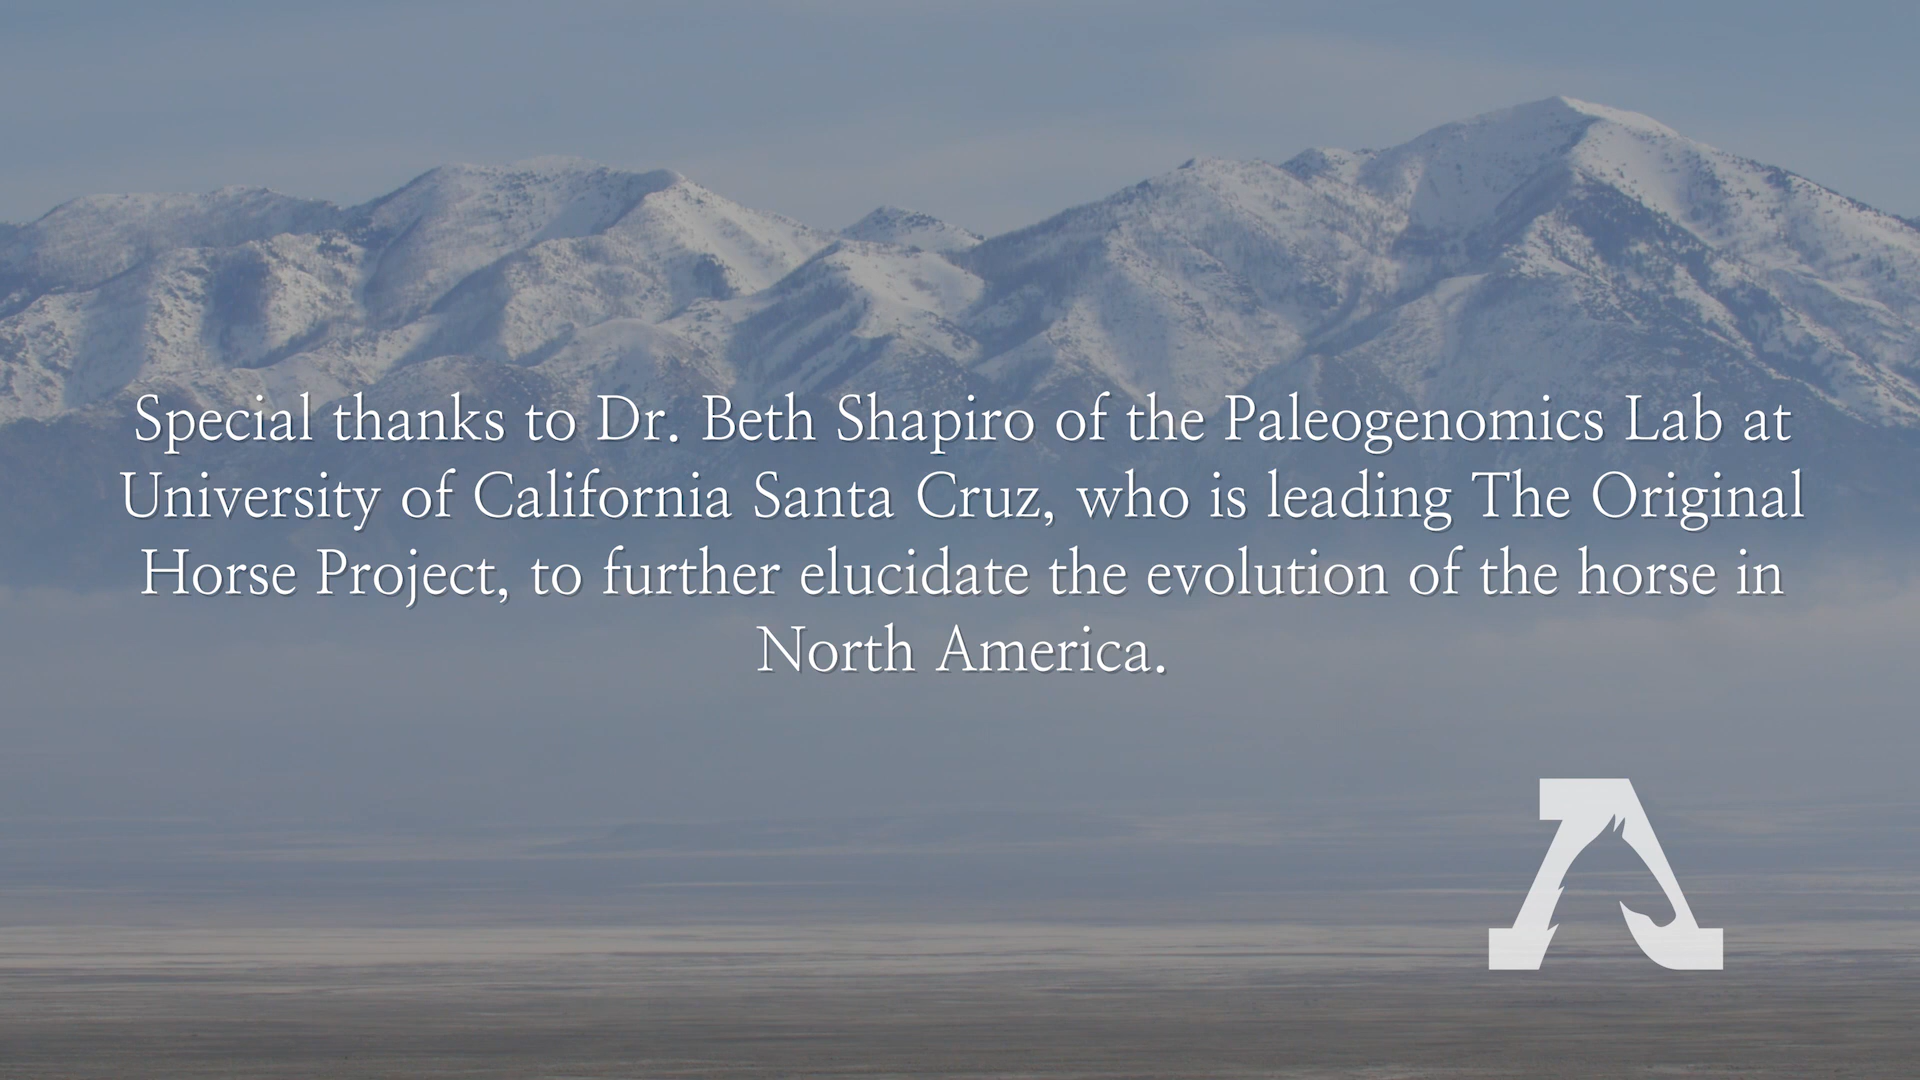 Special thanks to Dr. Beth Shapiro of the Paleogenomics Lab at
University of California Santa Cruz, who is leading The Original
Horse Project, to further elucidate the evolution of the horse in
North America.
A